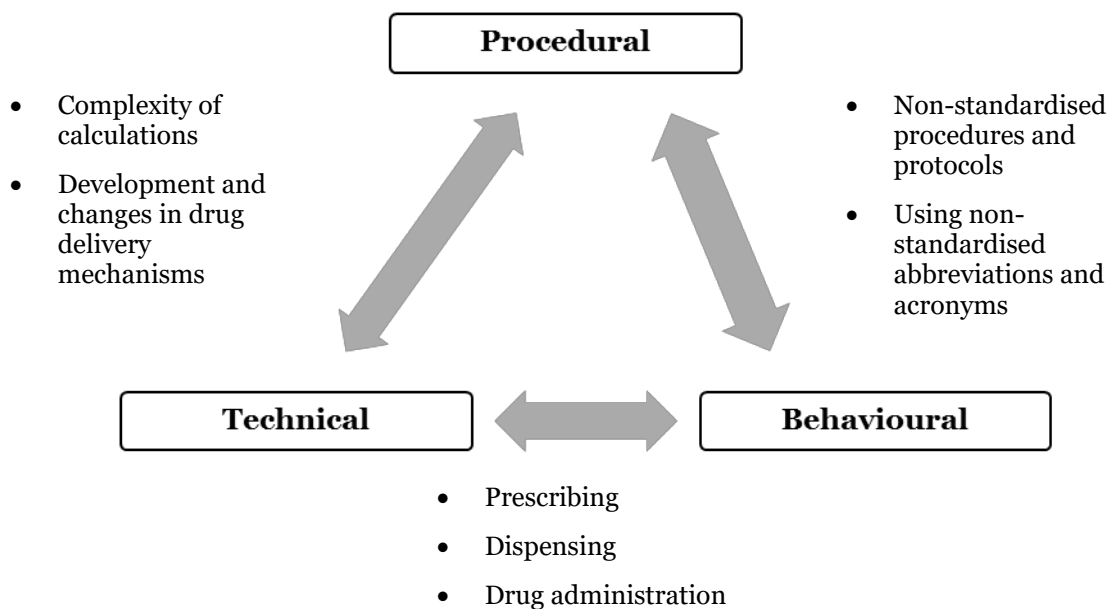 Procedural
• Complexity of
calculations
• Development and
changes in drug
delivery
mechanisms
• Non-standardised
procedures and
protocols
• Using non-
standardised
abbreviations and
acronyms
Technical
Behavioural
• Prescribing
• Dispensing
• Drug administration